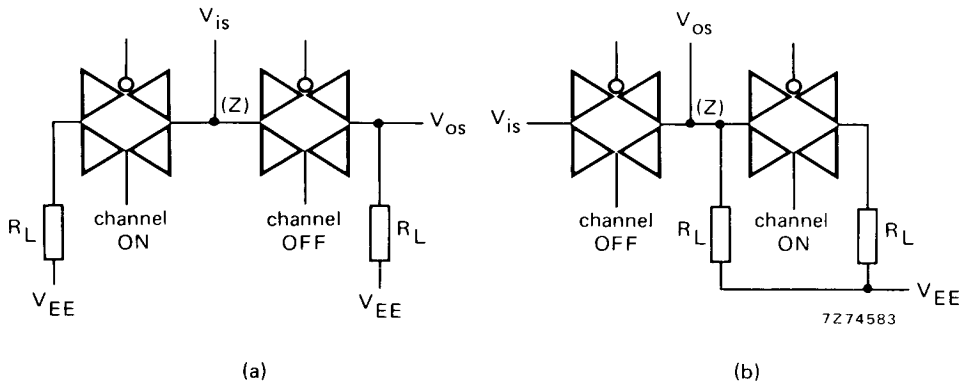 V_is
(Z)
V_os
channel
ON
channel
OFF
R_L
R_L
V_EE
V_EE
(a)
V_os
V_is
(Z)
channel
OFF
channel
ON
R_L
R_L
V_EE
7Z74583
(b)